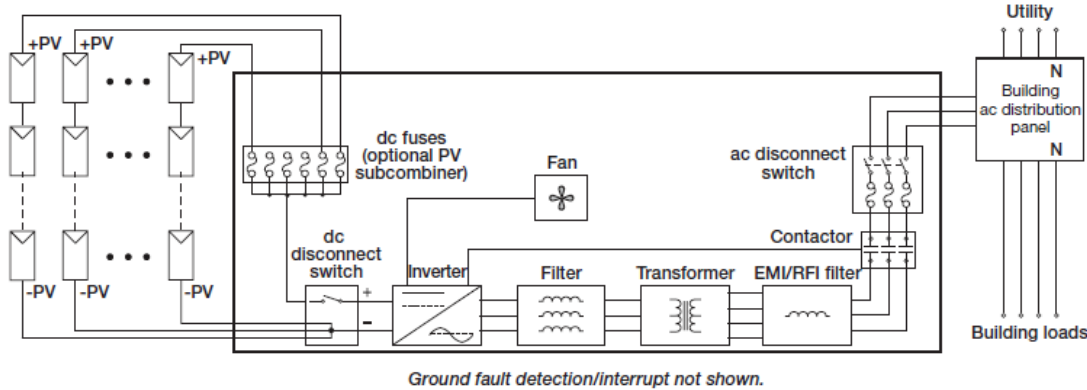 +PV
+PV
+PV
-PV
-PV
-PV
dc fuses
(optional PV
subcombiner)
Fan
dc
disconnect
switch
+
–
Inverter
Filter
Transformer
EMI/RFI filter
Contactor
ac disconnect
switch
Utility
N
Building
ac distribution
panel
N
Building loads
Ground fault detection/interrupt not shown.